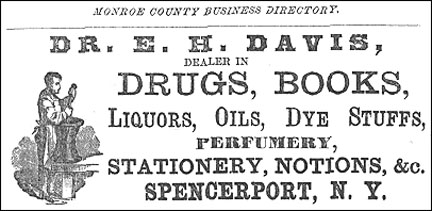 MONROE COUNTY BUSINESS DIRECTORY.
DR. E. H. DAVIS,
DEALER IN
DRUGS, BOOKS,
LIQUORS, OILS, DYE STUFFS,
PERFUMERY,
STATIONERY, NOTIONS, &c.
SPENCERPORT, N. Y.